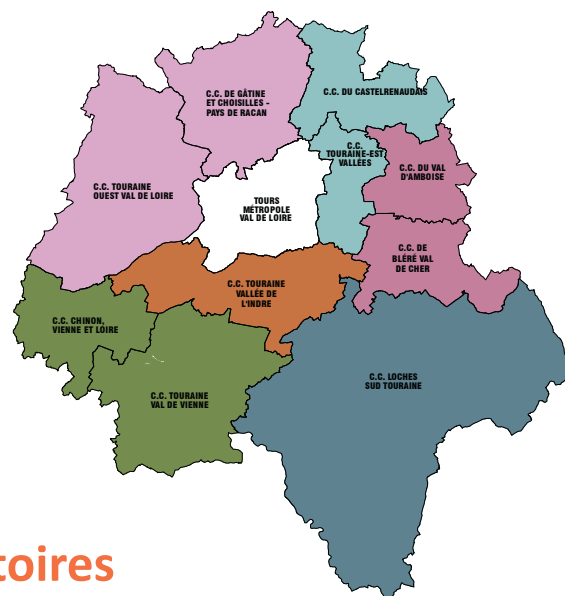 C.C. DE GÂTINE
ET CHOISILLES -
PAYS DE RACAN
C.C. DU CASTELRENAUDAIS
C.C.
TOURAINE-EST
VALLÉES
C.C. DU VAL
D'AMBOISE
C.C. TOURAINE
OUEST VAL DE LOIRE
TOURS
MÉTROPOLE
VAL DE LOIRE
C.C. DE
BLÉRÉ VAL
DE CHER
C.C. TOURAINE
VALLÉE DE
L'INDRE
C.C. CHINON,
VIENNE ET LOIRE
C.C. LOCHES
SUD TOURAINE
C.C. TOURAINE
VAL DE VIENNE
toires